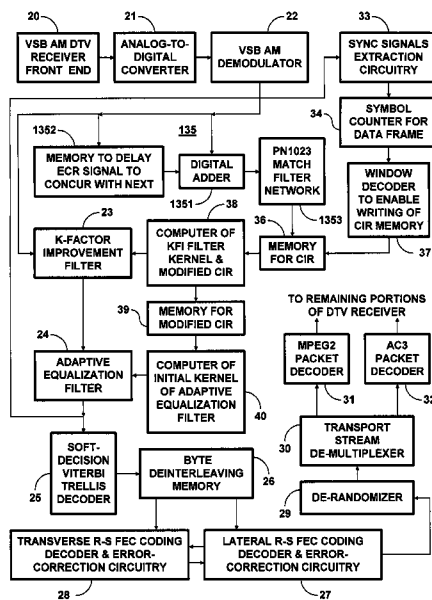 20
21
22
33
VSB AM DTV
RECEIVER
FRONT END
ANALOG-TO-
DIGITAL
CONVERTER
VSB AM
DEMODULATOR
SYNC SIGNALS
EXTRACTION
CIRCUITRY
34
SYMBOL
COUNTER FOR
DATA FRAME
1352
135
MEMORY TO DELAY
ECR SIGNAL TO
CONCUR WITH NEXT
DIGITAL
ADDER
1351
PN1023
MATCH
FILTER
NETWORK
1353
WINDOW
DECODER
TO ENABLE
WRITING OF
CIR MEMORY
37
23
38
36
K-FACTOR
IMPROVEMENT
FILTER
COMPUTER OF
KFI FILTER
KERNEL &
MODIFIED CIR
MEMORY
FOR CIR
39
MEMORY FOR
MODIFIED CIR
TO REMAINING PORTIONS
OF DTV RECEIVER
24
ADAPTIVE
EQUALIZATION
FILTER
COMPUTER OF
INITIAL KERNEL
OF ADAPTIVE
EQUALIZATION
FILTER
40
MPEG2
PACKET
DECODER
31
AC3
PACKET
DECODER
32
30
TRANSPORT
STREAM
DE-MULTIPLEXER
SOFT-
DECISION
VITERBI
TRELLIS
DECODER
25
BYTE
DEINTERLEAVING
MEMORY
26
29
DE-RANDOMIZER
TRANSVERSE R-S FEC CODING
DECODER & ERROR-
CORRECTION CIRCUITRY
28
LATERAL R-S FEC CODING
DECODER & ERROR-
CORRECTION CIRCUITRY
27